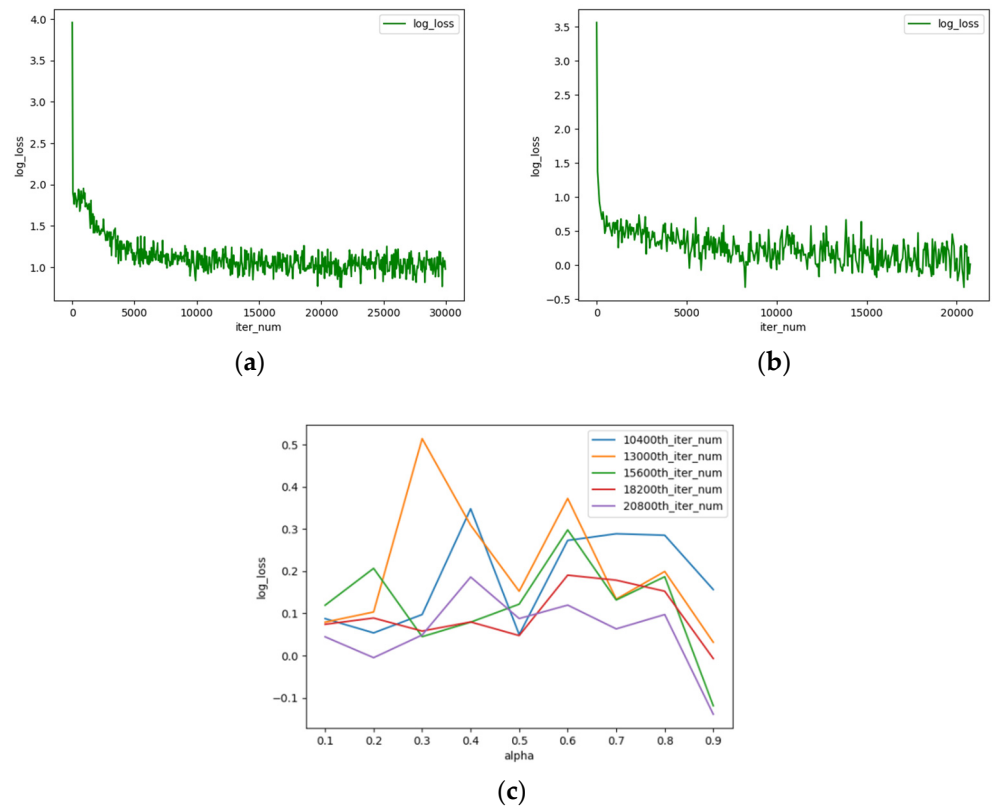 4.0
3.5
3.0
2.5
2.0
1.5
1.0
log_loss
log_loss
0 5000 10000 15000 20000 25000 30000
iter_num
(a)
3.5
3.0
2.5
2.0
1.5
1.0
0.5
0.0
−0.5
log_loss
log_loss
0 5000 10000 15000 20000
iter_num
(b)
0.5
0.4
0.3
0.2
0.1
0.0
−0.1
log_loss
10400th_iter_num
13000th_iter_num
15600th_iter_num
18200th_iter_num
20800th_iter_num
0.1 0.2 0.3 0.4 0.5 0.6 0.7 0.8 0.9
alpha
(c)